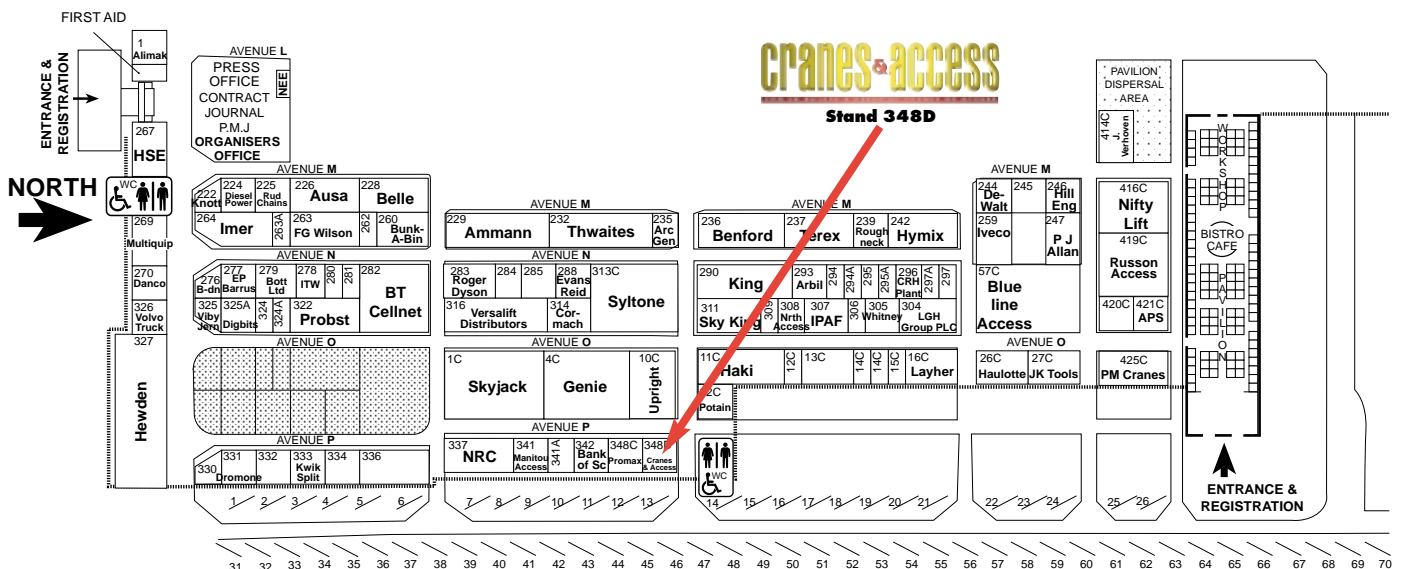 FIRST AID
1
Alimak
ENTRANCE &
REGISTRATION
267
HSE
NORTH
WC
269
Multiquip
270
Danco
326
Volvo
Truck
327
Hewden
AVENUE L
PRESS
OFFICE
NEE
CONTRACT
JOURNAL
P.M.J
ORGANISERS
OFFICE
cranes & access
Stand 348D
AVENUE M
222
Knott
224
Diesel
Power
225
Rud
Chains
226
Ausa
228
Belle
264
Imer
263A
263
FG Wilson
262
260
Bunk-
A-Bin
AVENUE M
229
Ammann
232
Thwaites
235
Arc
Gen
AVENUE M
236
Benford
237
Terex
239
Rough
neck
242
Hymix
AVENUE M
244
De-
Walt
245
246
Hill
Eng
259
Iveco
247
P J
Allan
57C
Blue
line
Access
PAVILION
DISPERSAL
AREA
414C
J.
Verhoven
416C
Nifty
Lift
419C
Russon
Access
420C
421C
APS
425C
PM Cranes
WORKSHOP
BISTRO
CAFE
PAVILION
ENTRANCE &
REGISTRATION
AVENUE N
276
B-dn
277
EP
Barrus
279
Bott
Ltd
278
ITW
280
281
282
BT
Cellnet
325
Viby
Jern
325A
Digbits
324
324A
322
Probst
AVENUE N
283
Roger
Dyson
284
285
288
Evans
Reid
313C
Syltone
316
Versalift
Distributors
314
Cor-
mach
290
King
293
Arbil
294
294A
295
295A
296
CRH
Plant
297A
297
311
Sky King
309
308
Nrth
Access
307
IPAF
306
305
Whitney
304
LGH
Group PLC
AVENUE O
AVENUE O
1C
Skyjack
4C
Genie
10C
Upright
11C
Haki
12C
13C
14C
14C
15C
16C
Layher
Potain
AVENUE O
26C
Haulotte
27C
JK Tools
AVENUE P
330
331
Dromone
332
333
Kwik
Split
334
336
AVENUE P
337
NRC
341
Manitou
Access
341A
342
Bank
of Sc
348C
Promax
Cranes
& Access
WC
1 2 3 4 5 6
7 8 9 10 11 12 13
14 15 16 17 18 19 20 21
22 23 24
25 26
31 32 33 34 35 36 37 38 39 40 41 42 43 44 45 46 47 48 49 50 51 52 53 54 55 56 57 58 59 60 61 62 63 64 65 66 67 68 69 70